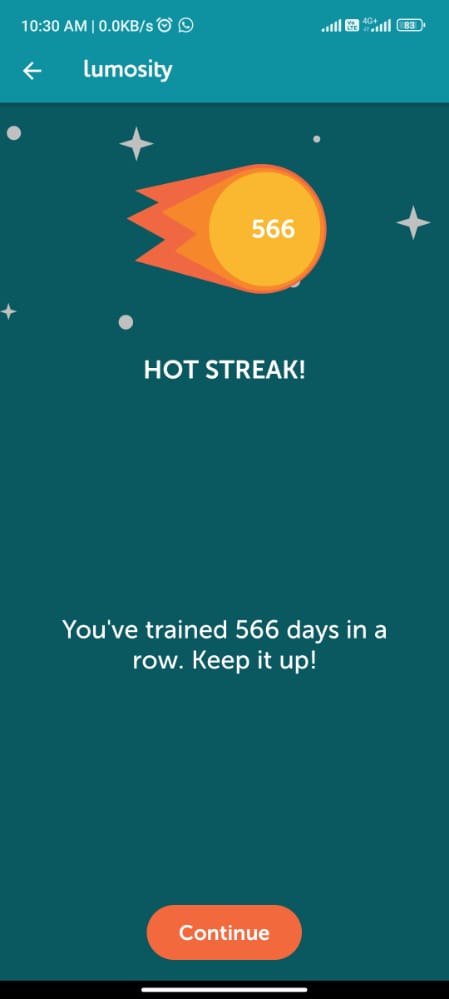 10:30 AM | 0.0KB/s
4G+
83
lumosity
566
HOT STREAK!
You've trained 566 days in a
row. Keep it up!
Continue